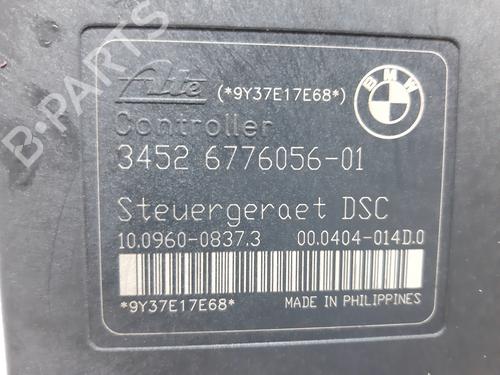 Ate (*9Y37E17E68*)
BMW
Controller
3452 6776056-01
Steuergeraet DSC
10.0960-0837.3 00.0404-014D.0
*9Y37E17E68* MADE IN PHILIPPINES
B-PARTS